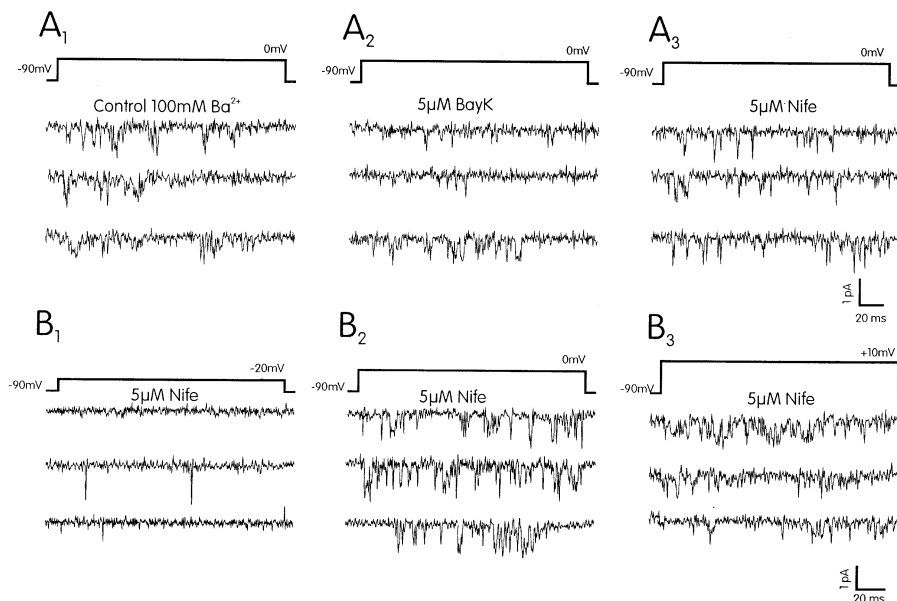 A1
A2
A3
0mV
0mV
0mV
-90mV
-90mV
-90mV
Control 100mM Ba2+
5µM BayK
5µM Nife
1 pA
20 ms
B1
B2
B3
-20mV
0mV
+10mV
-90mV
-90mV
-90mV
5µM Nife
5µM Nife
5µM Nife
1 pA
20 ms